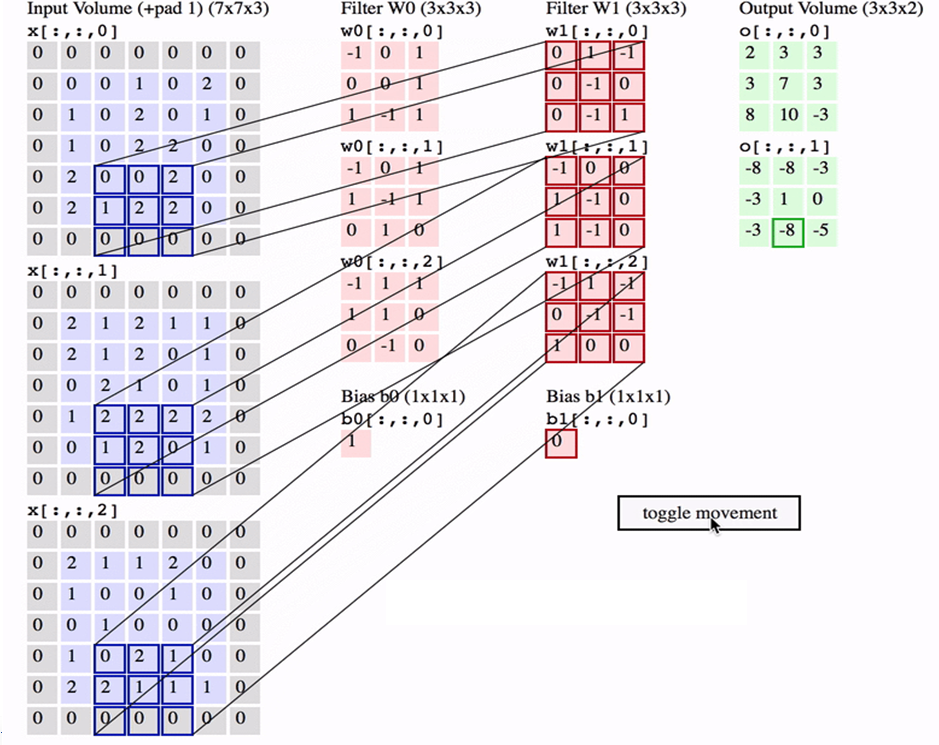 Input Volume (+pad 1) (7x7x3)
x[:,:,0]
0 0 0 0 0 0 0
0 0 0 1 0 2 0
0 1 0 2 0 1 0
0 1 0 2 2 0 0
0 2 0 0 2 0 0
0 2 1 2 2 0 0
0 0 0 0 0 0 0
x[:,:,1]
0 0 0 0 0 0 0
0 2 1 2 1 1 0
0 2 1 2 0 1 0
0 0 2 1 0 1 0
0 1 2 2 2 2 0
0 0 1 2 0 1 0
0 0 0 0 0 0 0
x[:,:,2]
0 0 0 0 0 0 0
0 2 1 1 2 0 0
0 1 0 0 1 0 0
0 0 1 0 0 0 0
0 1 0 2 1 0 0
0 2 2 1 1 1 0
0 0 0 0 0 0 0
Filter W0 (3x3x3)
w0[:,:,0]
-1 0 1
0 0 1
1 -1 1
w0[:,:,1]
-1 0 1
1 -1 1
0 1 0
w0[:,:,2]
-1 1 1
1 1 0
0 -1 0
Bias b0 (1x1x1)
b0[:,:,0]
1
Filter W1 (3x3x3)
w1[:,:,0]
0 1 -1
0 -1 0
0 -1 1
w1[:,:,1]
-1 0 0
1 -1 0
1 -1 0
w1[:,:,2]
-1 1 -1
0 -1 -1
1 0 0
Bias b1 (1x1x1)
b1[:,:,0]
0
Output Volume (3x3x2)
o[:,:,0]
2 3 3
3 7 3
8 10 -3
o[:,:,1]
-8 -8 -3
-3 1 0
-3 -8 -5
toggle movement